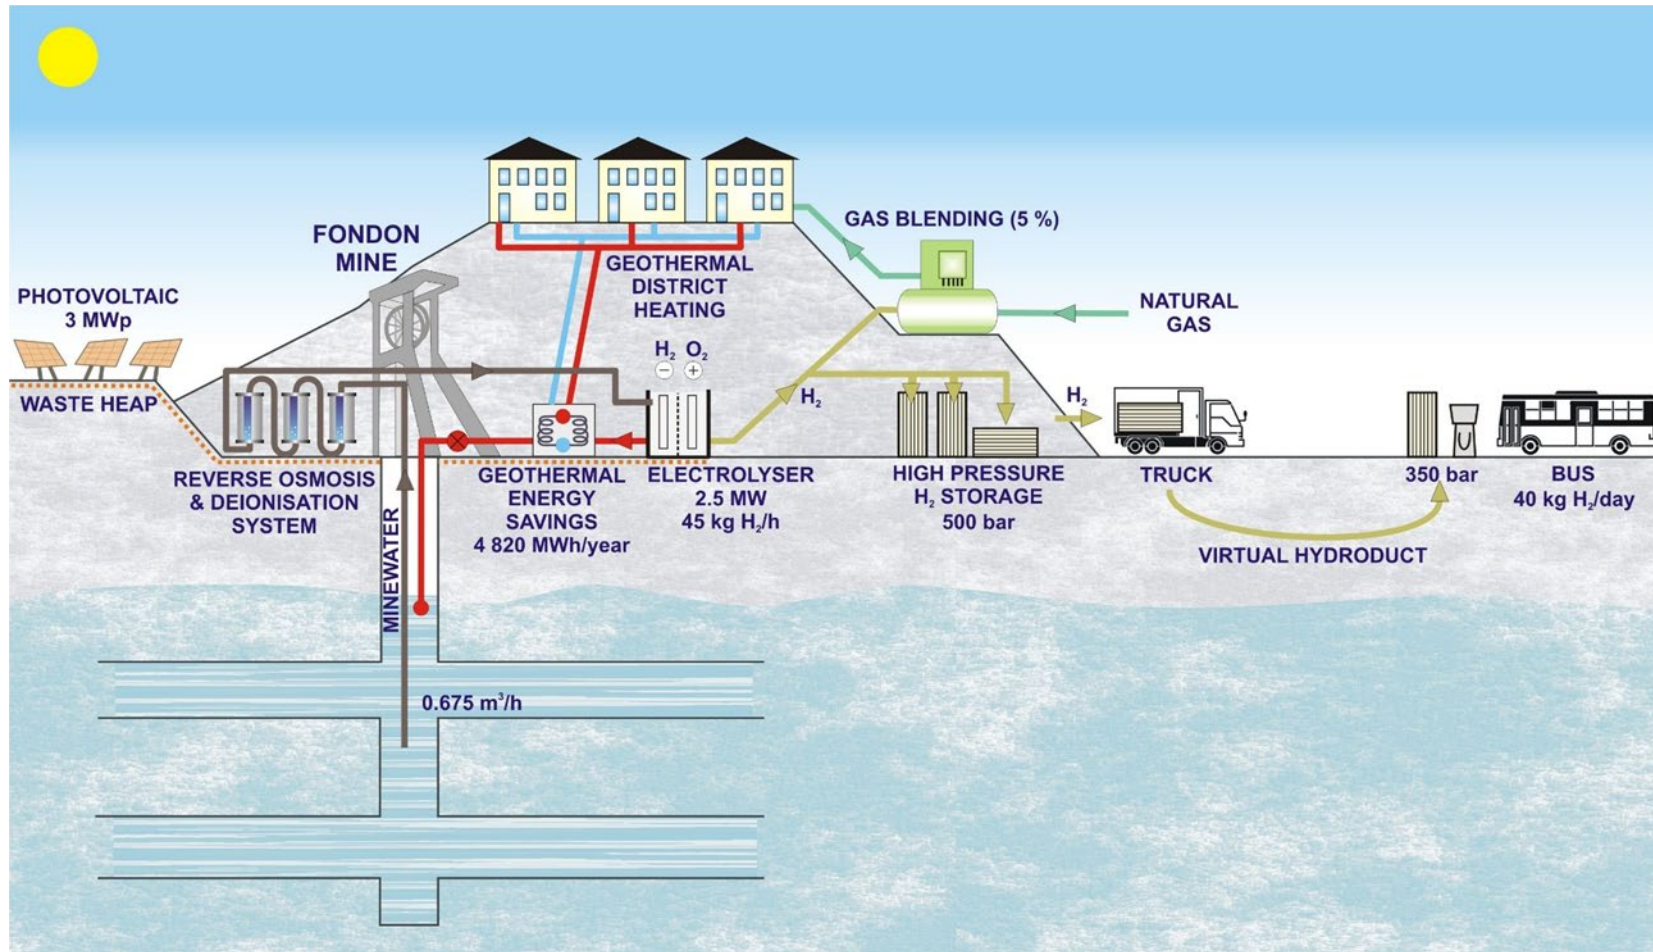 FONDON
MINE
PHOTOVOLTAIC
3 MWp
WASTE HEAP
GEOTHERMAL
DISTRICT
HEATING
GAS BLENDING (5 %)
NATURAL
GAS
H₂ O₂
− +
H₂
H₂
REVERSE OSMOSIS
& DEIONISATION
SYSTEM
MINEWATER
GEOTHERMAL
ENERGY
SAVINGS
4 820 MWh/year
ELECTROLYSER
2.5 MW
45 kg H₂/h
HIGH PRESSURE
H₂ STORAGE
500 bar
TRUCK
350 bar
BUS
40 kg H₂/day
VIRTUAL HYDRODUCT
0.675 m³/h